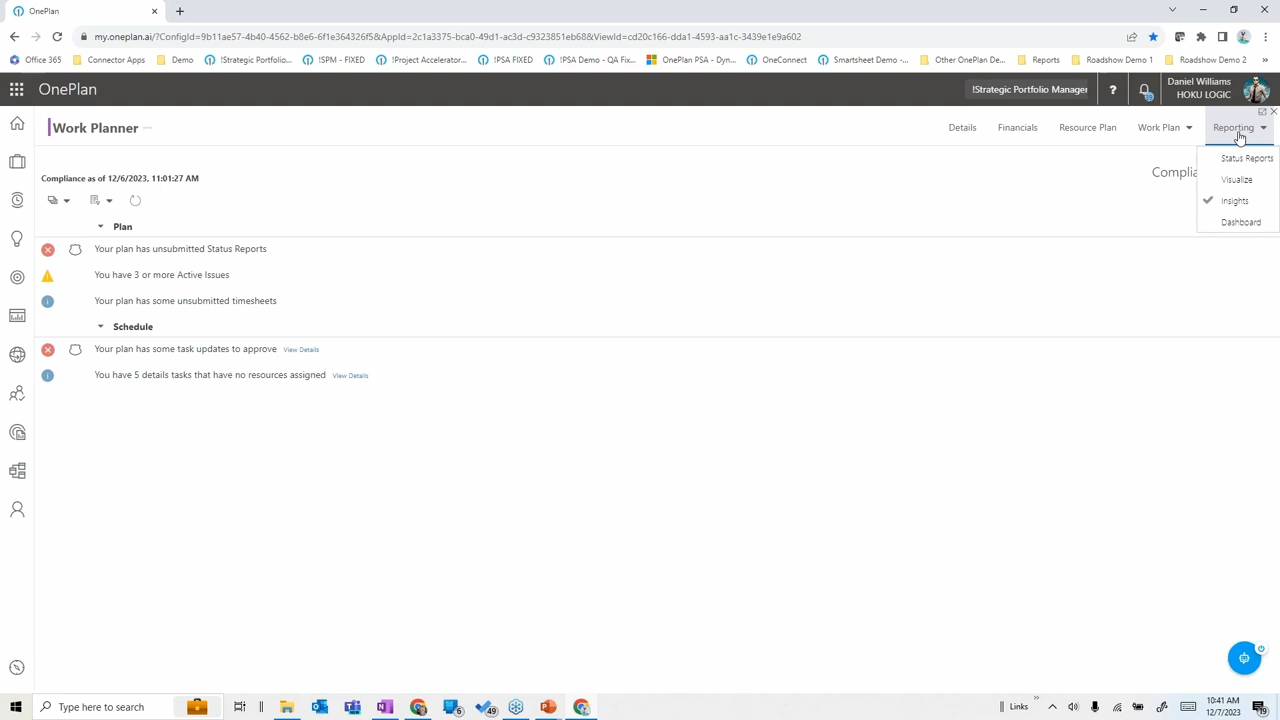 OnePlan
my.oneplan.ai/?ConfigId=9b11ae57-4b40-4562-b8e6-6f1e364326f5&AppId=2c1a3375-bca0-49d1-ac3d-c9323851eb68&ViewId=cd20c166-dda1-4593-aa1c-3439e1e9a602
Office 365
Connector Apps
Demo
!Strategic Portfolio...
!SPM - FIXED
!Project Accelerator...
!PSA FIXED
!PSA Demo - QA Fix...
OnePlan PSA - Dyn...
OneConnect
Smartsheet Demo -...
Other OnePlan De...
Reports
Roadshow Demo 1
Roadshow Demo 2
»
OnePlan
!Strategic Portfolio Manager
?
Daniel Williams
HOKU LOGIC
Work Planner
Details
Financials
Resource Plan
Work Plan
Reporting
Status Reports
Visualize
Insights
Dashboard
Complia
Compliance as of 12/6/2023, 11:01:27 AM
Plan
Your plan has unsubmitted Status Reports
You have 3 or more Active Issues
Your plan has some unsubmitted timesheets
Schedule
Your plan has some task updates to approve View Details
You have 5 details tasks that have no resources assigned View Details
Type here to search
6
49
Links
10:41 AM
12/7/2023
19